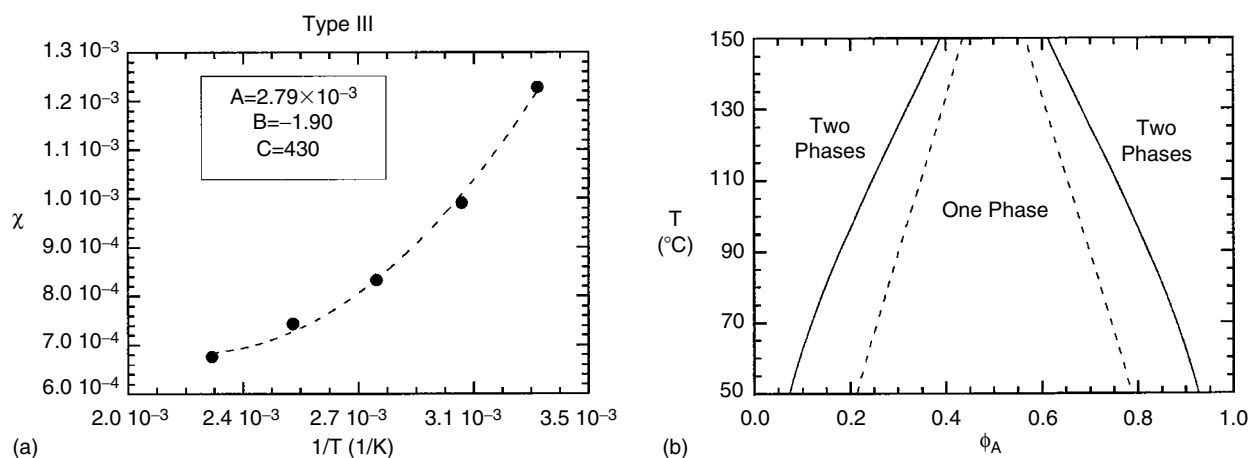 Type III
1.3 10⁻³
1.2 10⁻³
1.1 10⁻³
1.0 10⁻³
9.0 10⁻⁴
8.0 10⁻⁴
7.0 10⁻⁴
6.0 10⁻⁴
χ
A=2.79×10⁻³
B=−1.90
C=430
2.0 10⁻³ 2.4 10⁻³ 2.7 10⁻³ 3.1 10⁻³ 3.5 10⁻³
(a) 1/T (1/K)
150
130
110
90
70
50
T
(°C)
Two
Phases
One Phase
Two
Phases
0.0 0.2 0.4 0.6 0.8 1.0
(b) ϕA